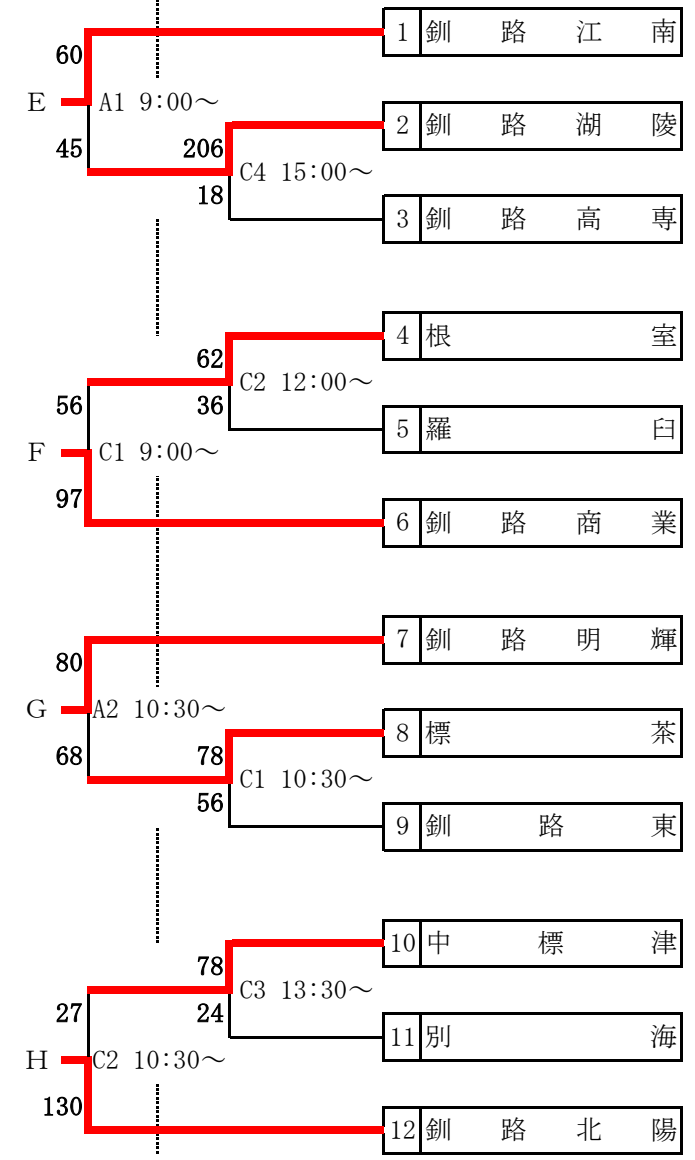 1 釧路江南
60
E A1 9:00～
2 釧路湖陵
45 206
C4 15:00～
18
3 釧路高専
4 根室
62
C2 12:00～
56 36
5 羅臼
F C1 9:00～
97
6 釧路商業
7 釧路明輝
80
G A2 10:30～
8 標茶
68 78
C1 10:30～
56
9 釧路東
10 中標津
78
C3 13:30～
27 24
11 別海
H C2 10:30～
130
12 釧路北陽